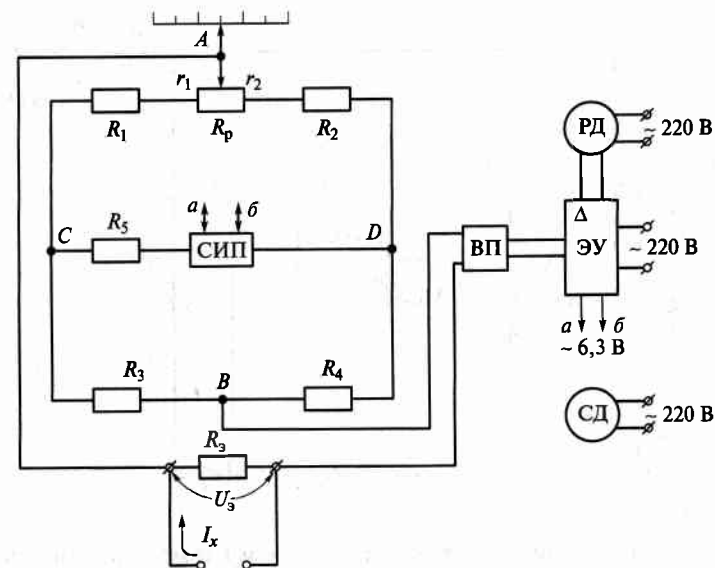 A
r₁ r₂
R₁ Rр R₂
РД
~ 220 В
а б
C R₅ СИП D
ВП
Δ
ЭУ
~ 220 В
а б
~ 6,3 В
R₃ B R₄
СД
~ 220 В
Rэ
Uэ
Iₓ